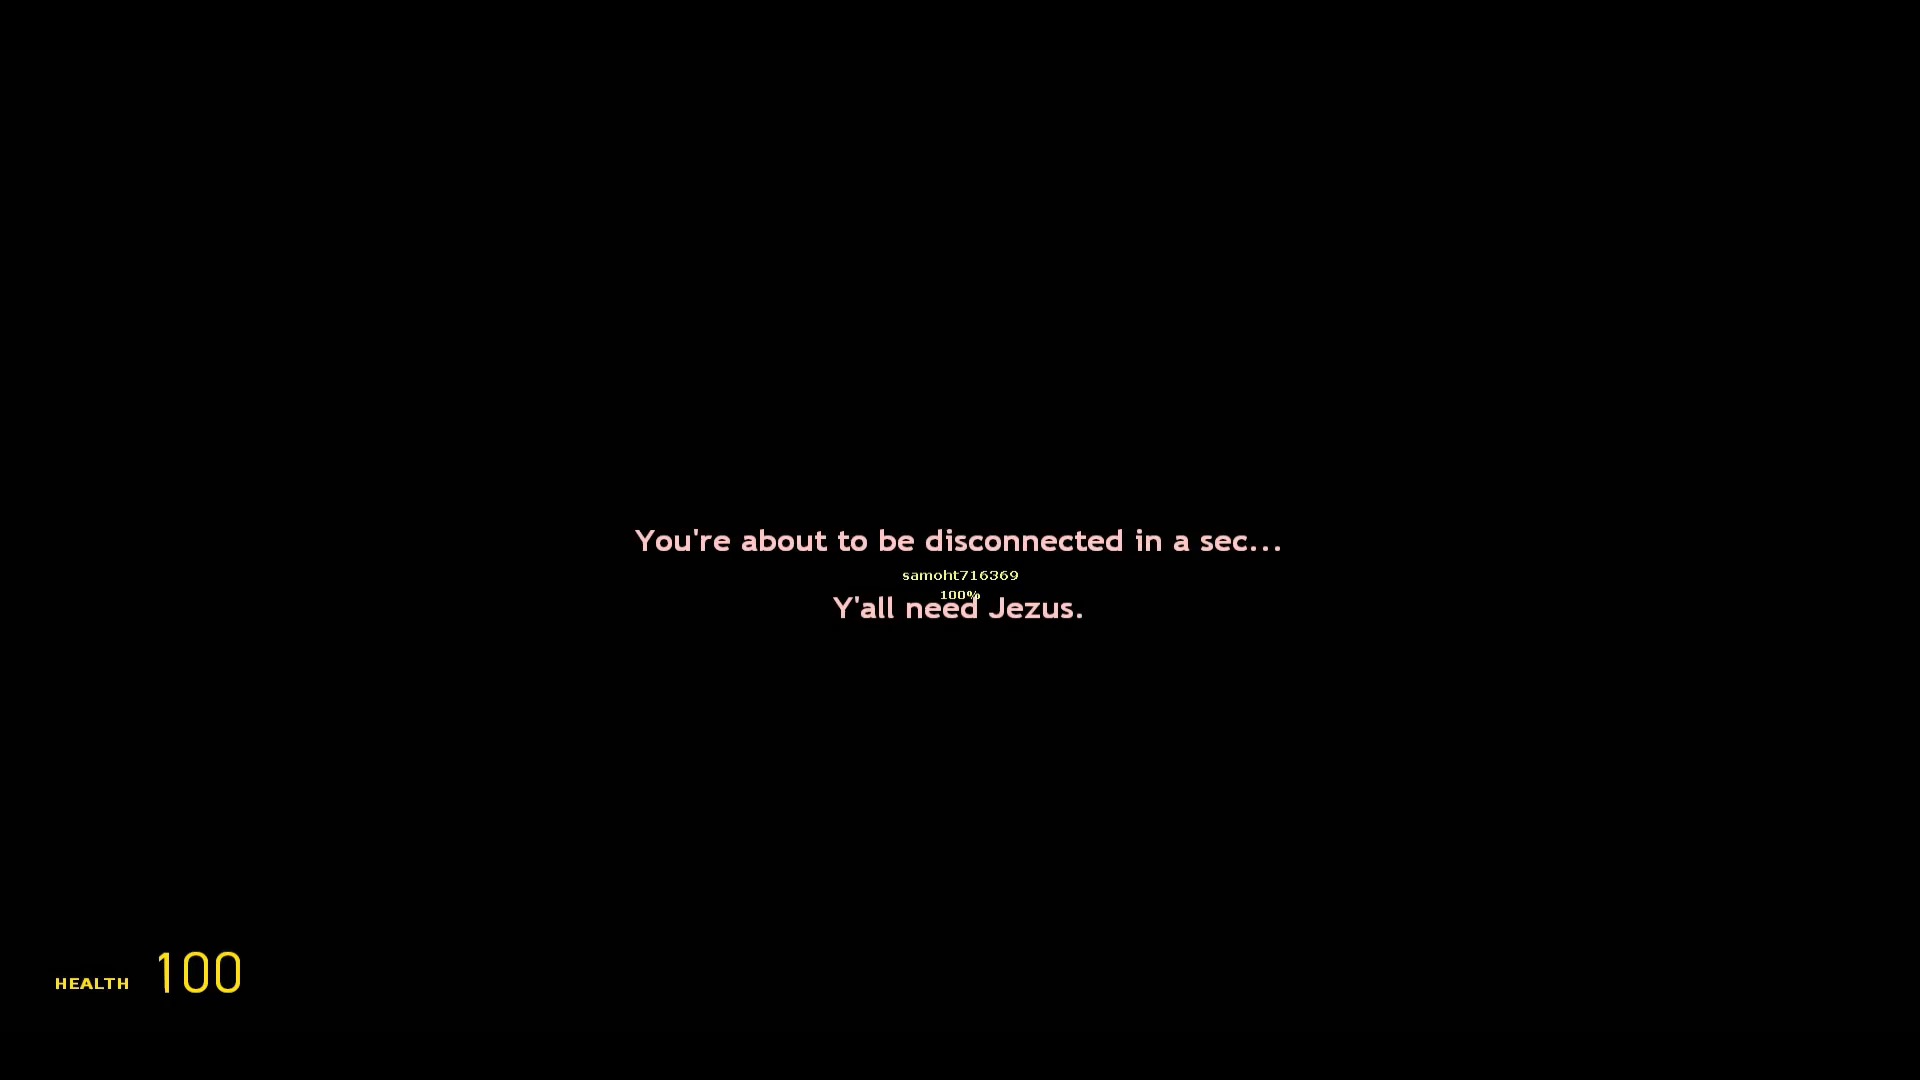 You're about to be disconnected in a sec...
samoht716369
100%
Y'all need Jezus.
HEALTH 100